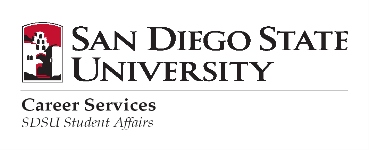 SAN DIEGO STATE
UNIVERSITY
Career Services
SDSU Student Affairs